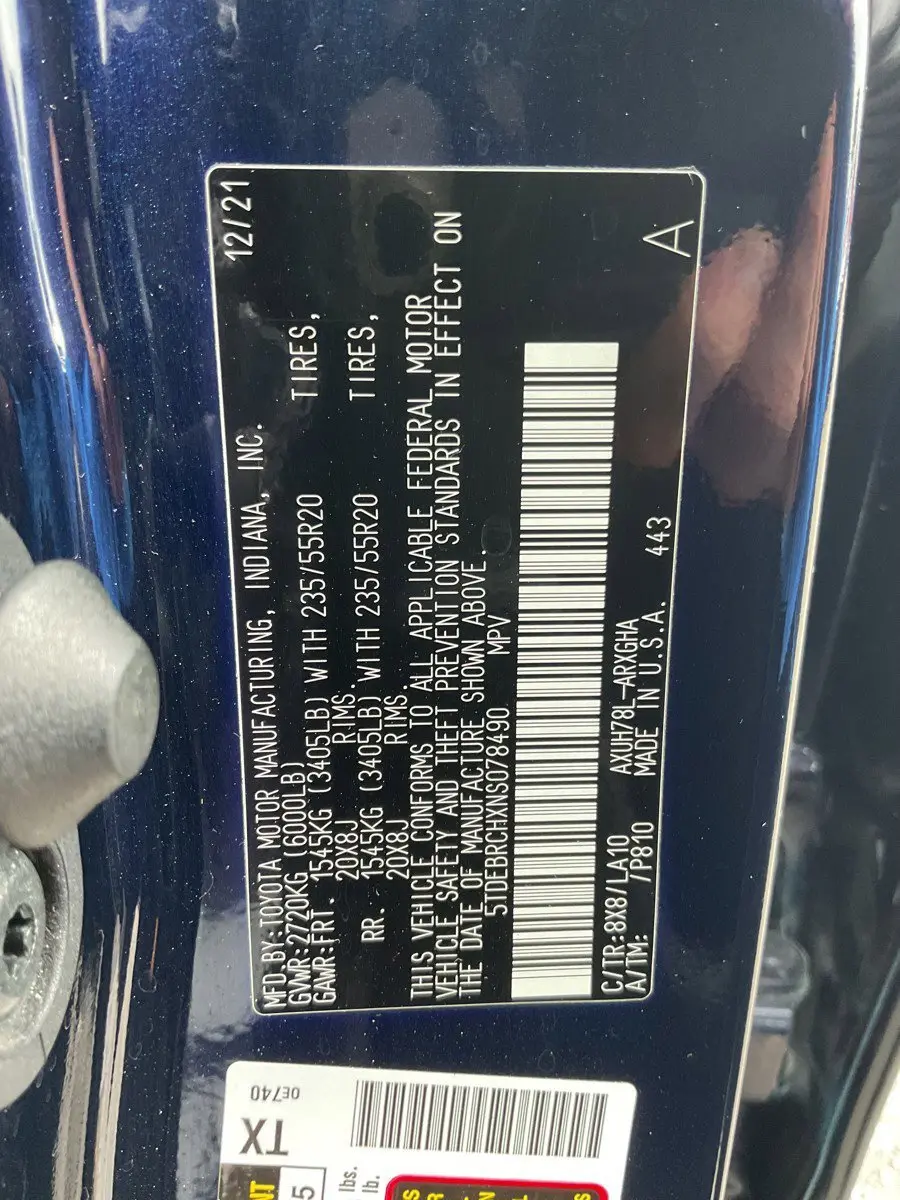 MFD BY:TOYOTA MOTOR MANUFACTURING, INDIANA, INC. 12/21
GVWR:2720KG (6000LB)
GAWR:FRT. 1545KG (3405LB) WITH 235/55R20 TIRES,
20X8J RIMS.
RR. 1545KG (3405LB) WITH 235/55R20 TIRES,
20X8J RIMS.
THIS VEHICLE CONFORMS TO ALL APPLICABLE FEDERAL MOTOR
VEHICLE SAFETY AND THEFT PREVENTION STANDARDS IN EFFECT ON
THE DATE OF MANUFACTURE SHOWN ABOVE.
5TDEBRCHXNS078490 MPV
C/TR:8X8/LA10 AXUH78L-ARXGHA
A/TM: /P810 MADE IN U.S.A. 443
A
0E740
TX
NT
5
lbs.
lb.